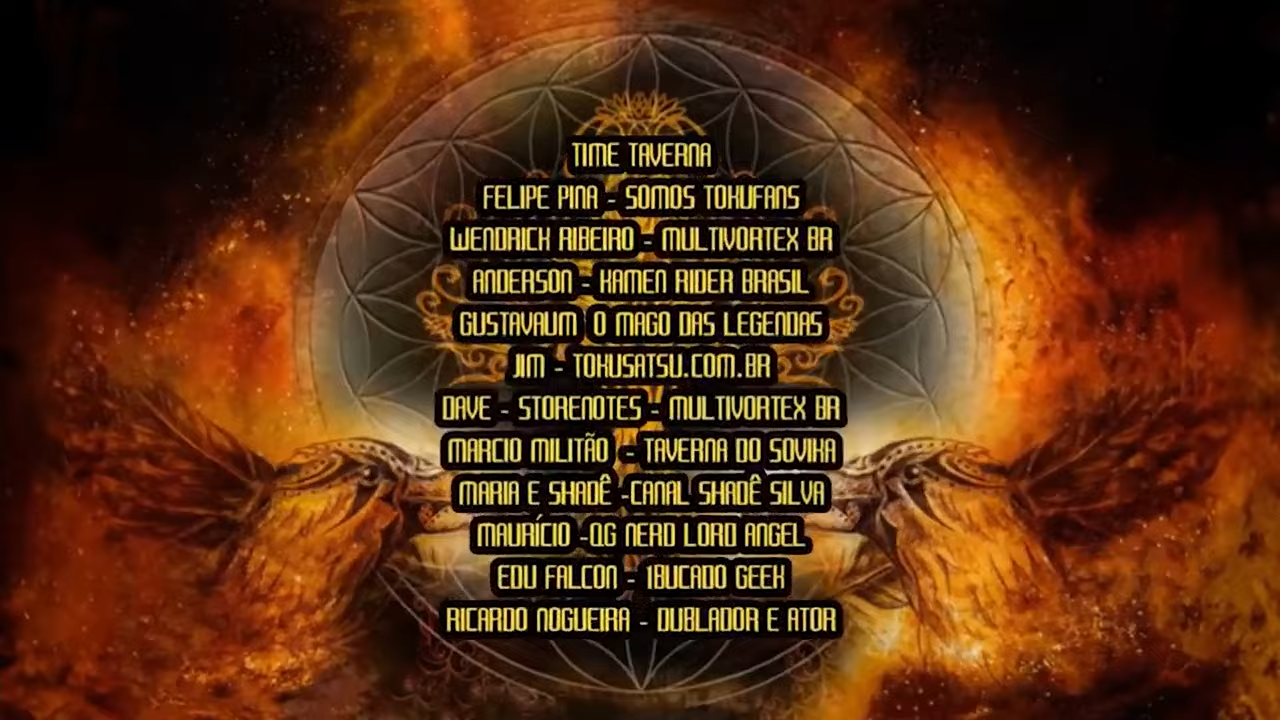 TIME TAVERNA
FELIPE PINA - SOMOS TOKUFANS
WENDRICK RIBEIRO - MULTIVORTEX BR
ANDERSON - KAMEN RIDER BRASIL
GUSTAVAUM O MAGO DAS LEGENDAS
JIM - TOKUSATSU.COM.BR
DAVE - STORENOTES - MULTIVORTEX BR
MARCIO MILITÃO - TAVERNA DO SOVIKA
MARIA E SHADÊ -CANAL SHADÊ SILVA
MAURÍCIO -QG NERD LORD ANGEL
EDU FALCON - 1BUCADO GEEK
RICARDO NOGUEIRA - DUBLADOR E ATOR